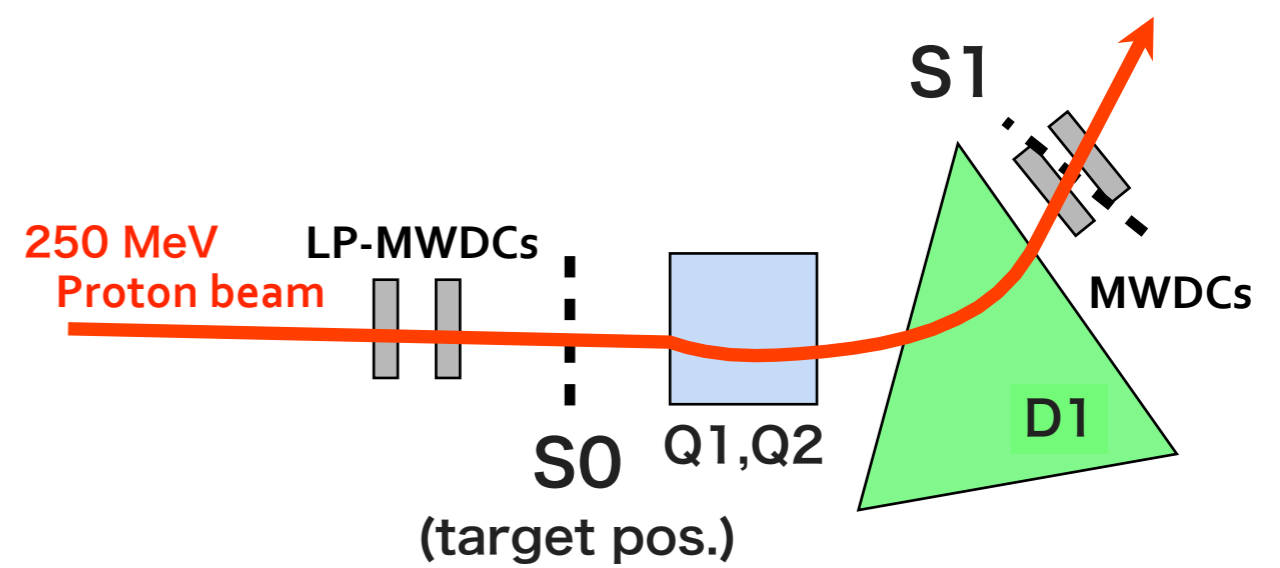 S1
250 MeV
Proton beam
LP-MWDCs
MWDCs
D1
S0
(target pos.)
Q1,Q2